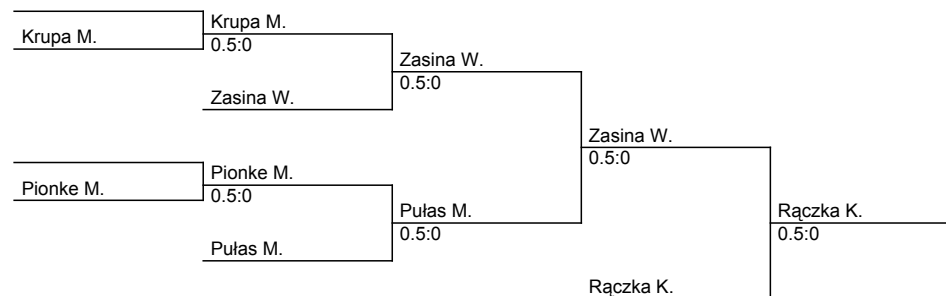 Krupa M.
Krupa M.
0.5:0
Zasina W.
Zasina W.
0.5:0
Zasina W.
0.5:0
Pionke M.
Pionke M.
0.5:0
Pułas M.
Pułas M.
0.5:0
Rączka K.
Rączka K.
0.5:0